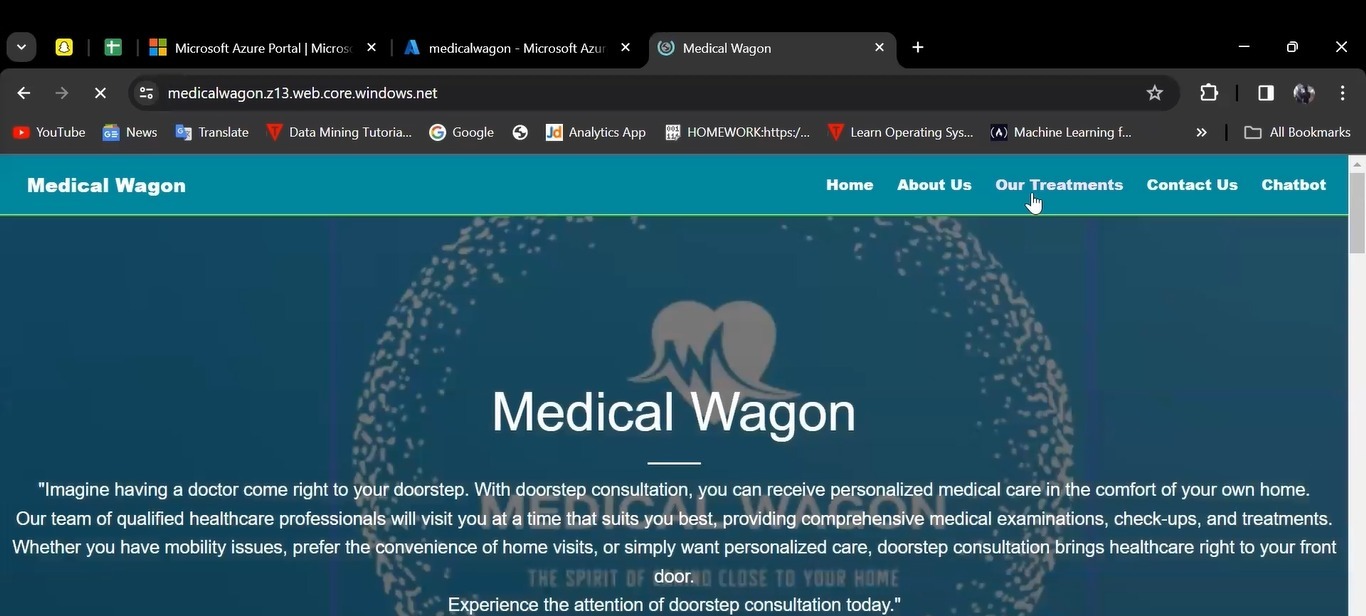 Microsoft Azure Portal | Micros
medicalwagon - Microsoft Azur
Medical Wagon
medicalwagon.z13.web.core.windows.net
YouTube
News
Translate
Data Mining Tutoria...
Google
Jd Analytics App
HOMEWORK:https:/...
Learn Operating Sys...
Machine Learning f...
»
All Bookmarks
Medical Wagon
Home
About Us
Our Treatments
Contact Us
Chatbot
Medical Wagon
"Imagine having a doctor come right to your doorstep. With doorstep consultation, you can receive personalized medical care in the comfort of your own home.
Our team of qualified healthcare professionals will visit you at a time that suits you best, providing comprehensive medical examinations, check-ups, and treatments.
MEDICAL WAGON
Whether you have mobility issues, prefer the convenience of home visits, or simply want personalized care, doorstep consultation brings healthcare right to your front
door.
THE SPIRIT OF CLOSE TO YOUR HOME
Experience the attention of doorstep consultation today."